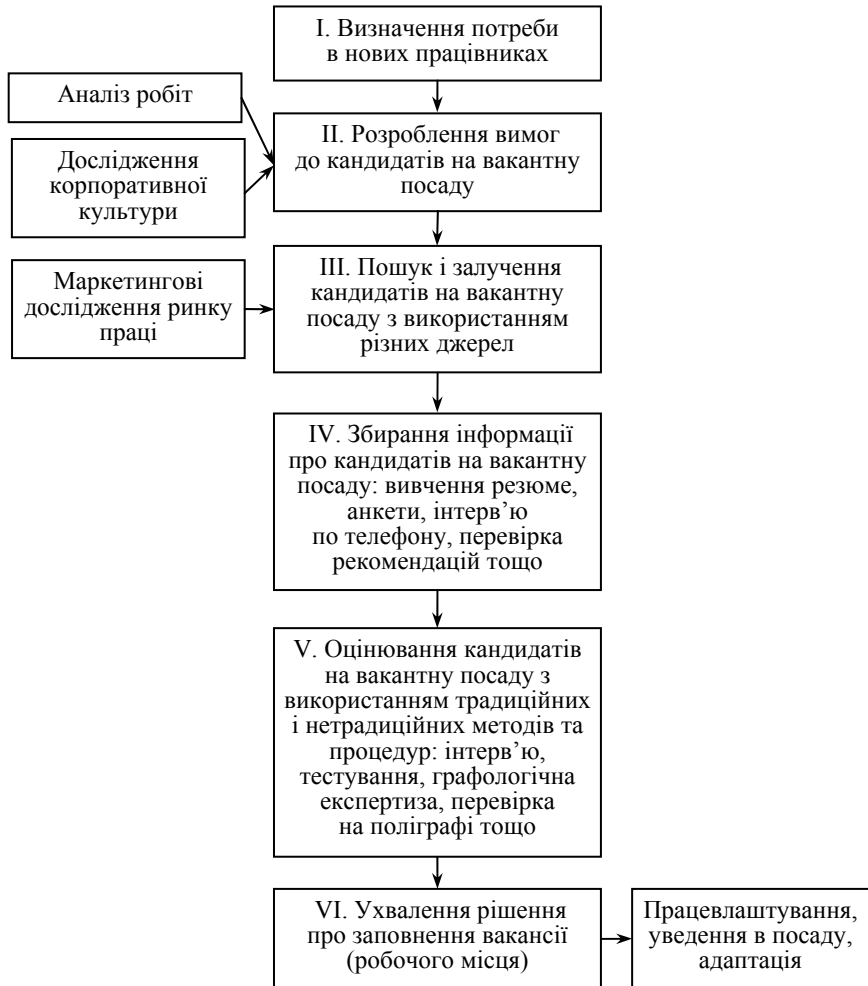 І. Визначення потреби
в нових працівниках
Аналіз робіт
Дослідження
корпоративної
культури
ІІ. Розроблення вимог
до кандидатів на вакантну
посаду
Маркетингові
дослідження ринку
праці
ІІІ. Пошук і залучення
кандидатів на вакантну
посаду з використанням
різних джерел
IV. Збирання інформації
про кандидатів на вакантну
посаду: вивчення резюме,
анкети, інтерв’ю
по телефону, перевірка
рекомендацій тощо
V. Оцінювання кандидатів
на вакантну посаду з
використанням традиційних
і нетрадиційних методів та
процедур: інтерв’ю,
тестування, графологічна
експертиза, перевірка
на поліграфі тощо
VI. Ухвалення рішення
про заповнення вакансії
(робочого місця)
Працевлаштування,
уведення в посаду,
адаптація